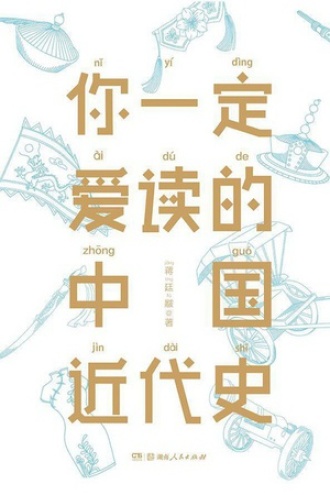 nǐ yí dìng
你一定
ài dú de
爱读的
zhōng guó
中国
蒋廷黻 著
jìn dài shǐ
近代史
湖南人民出版社